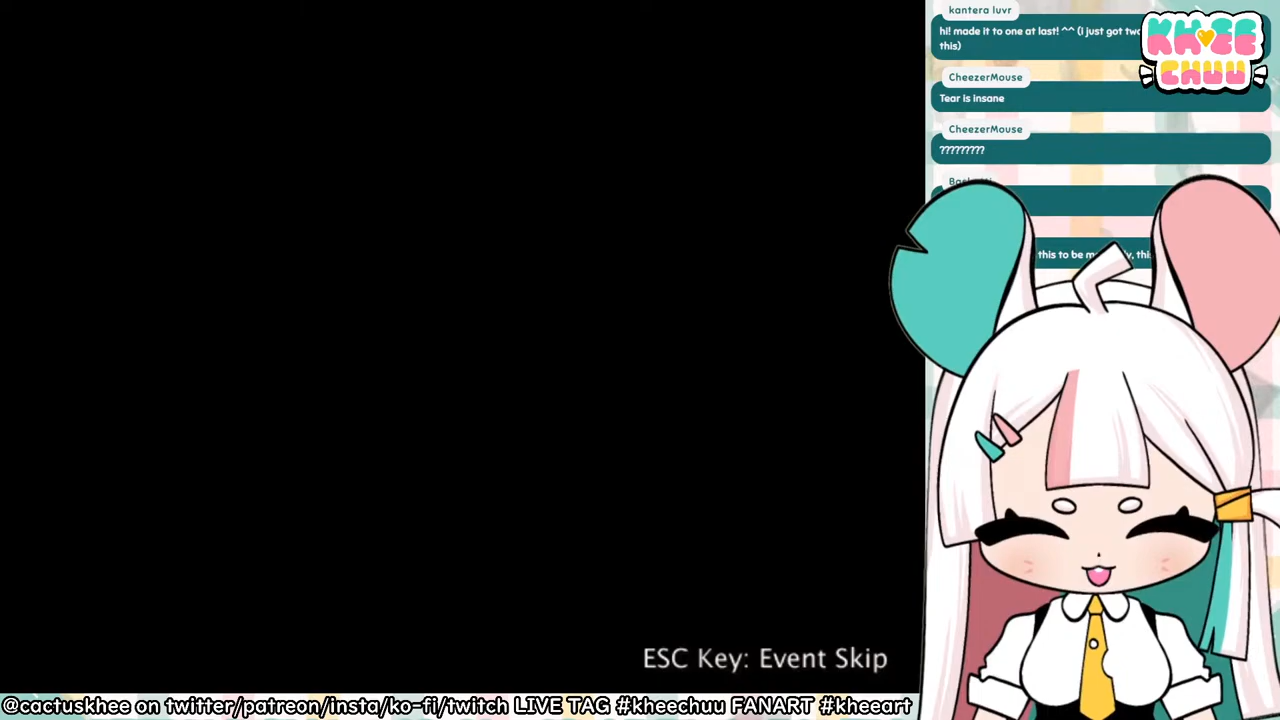 kantera luvr
hi! made it to one at last! ^^ (i just got two
this)
CheezerMouse
Tear is insane
CheezerMouse
?????????
this to be
KHEE
CHUU
ESC Key: Event Skip
@cactuskhee on twitter/patreon/insta/ko-fi/twitch LIVE TAG #kheechuu FANART #kheeart